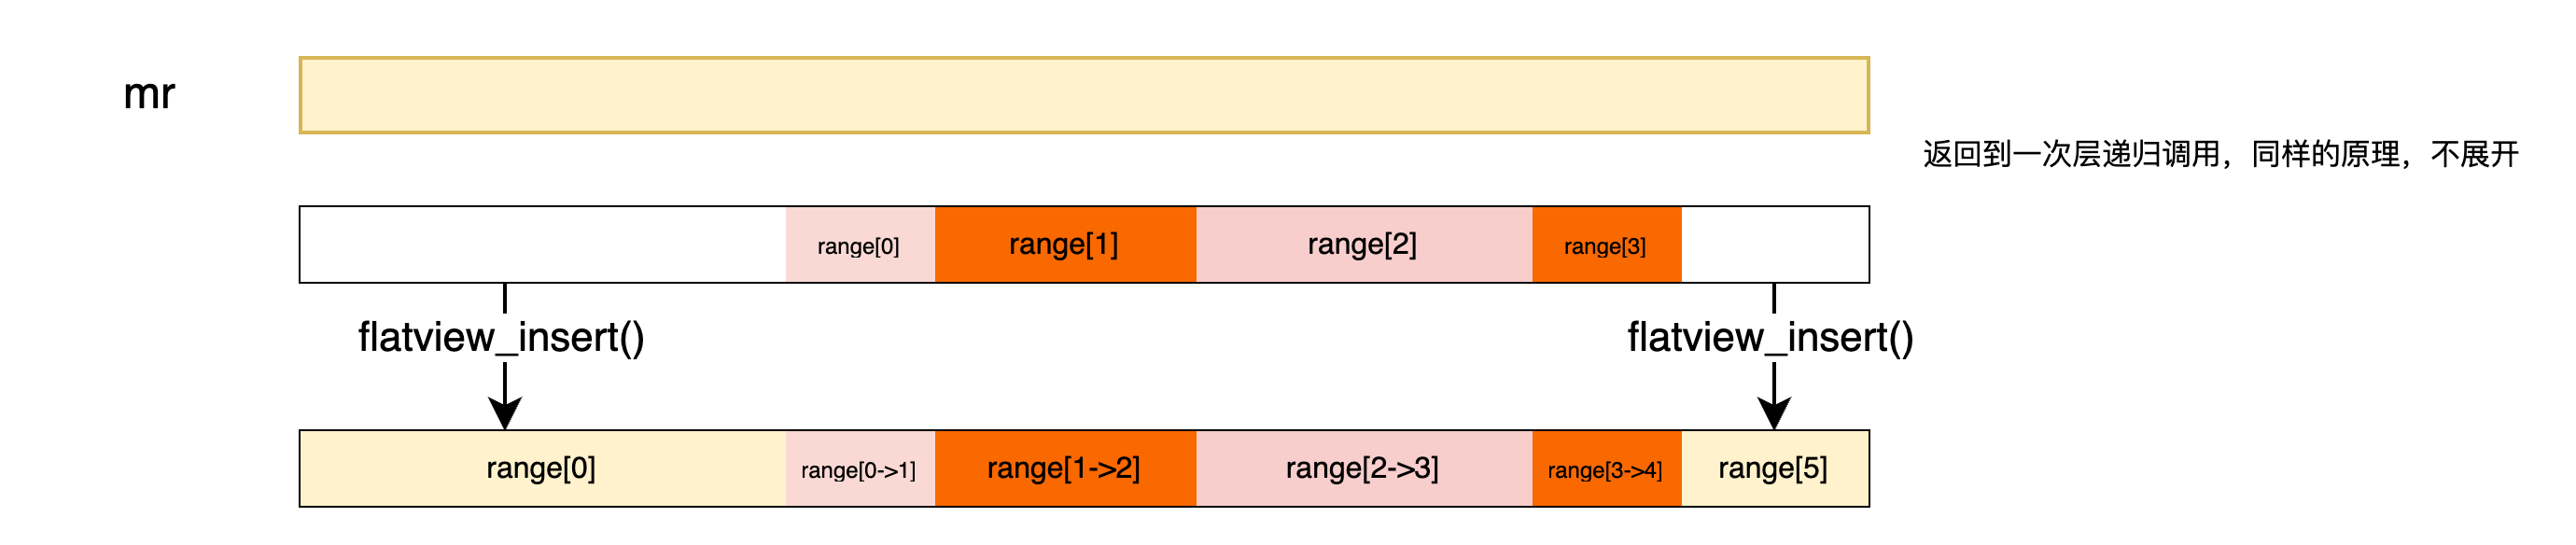 mr
返回到一次层递归调用，同样的原理，不展开
range[0]
range[1]
range[2]
range[3]
flatview_insert()
flatview_insert()
range[0]
range[0->1]
range[1->2]
range[2->3]
range[3->4]
range[5]